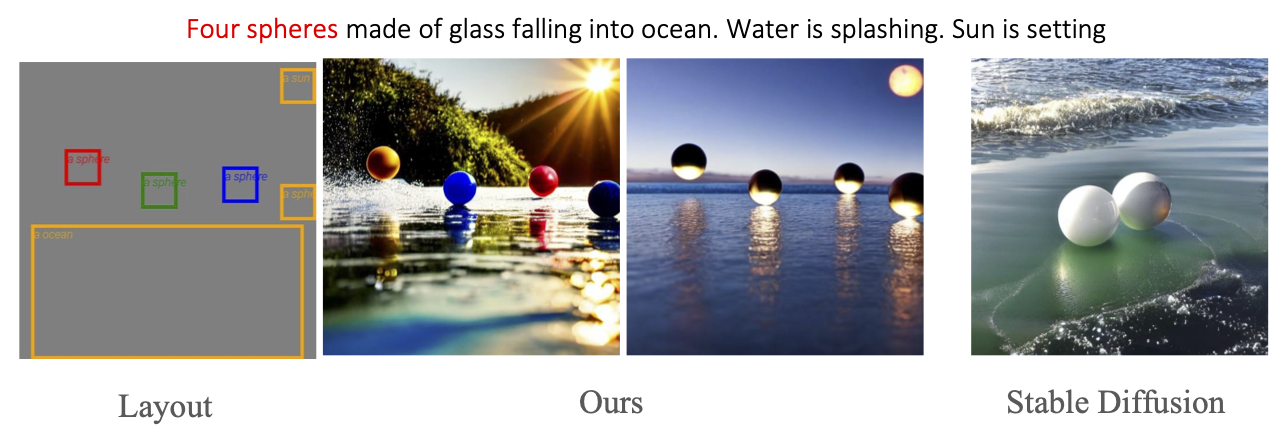 Four spheres made of glass falling into ocean. Water is splashing. Sun is setting
a sun
a sphere
a sphere
a sphere
a sphe
a ocean
Layout
Ours
Stable Diffusion